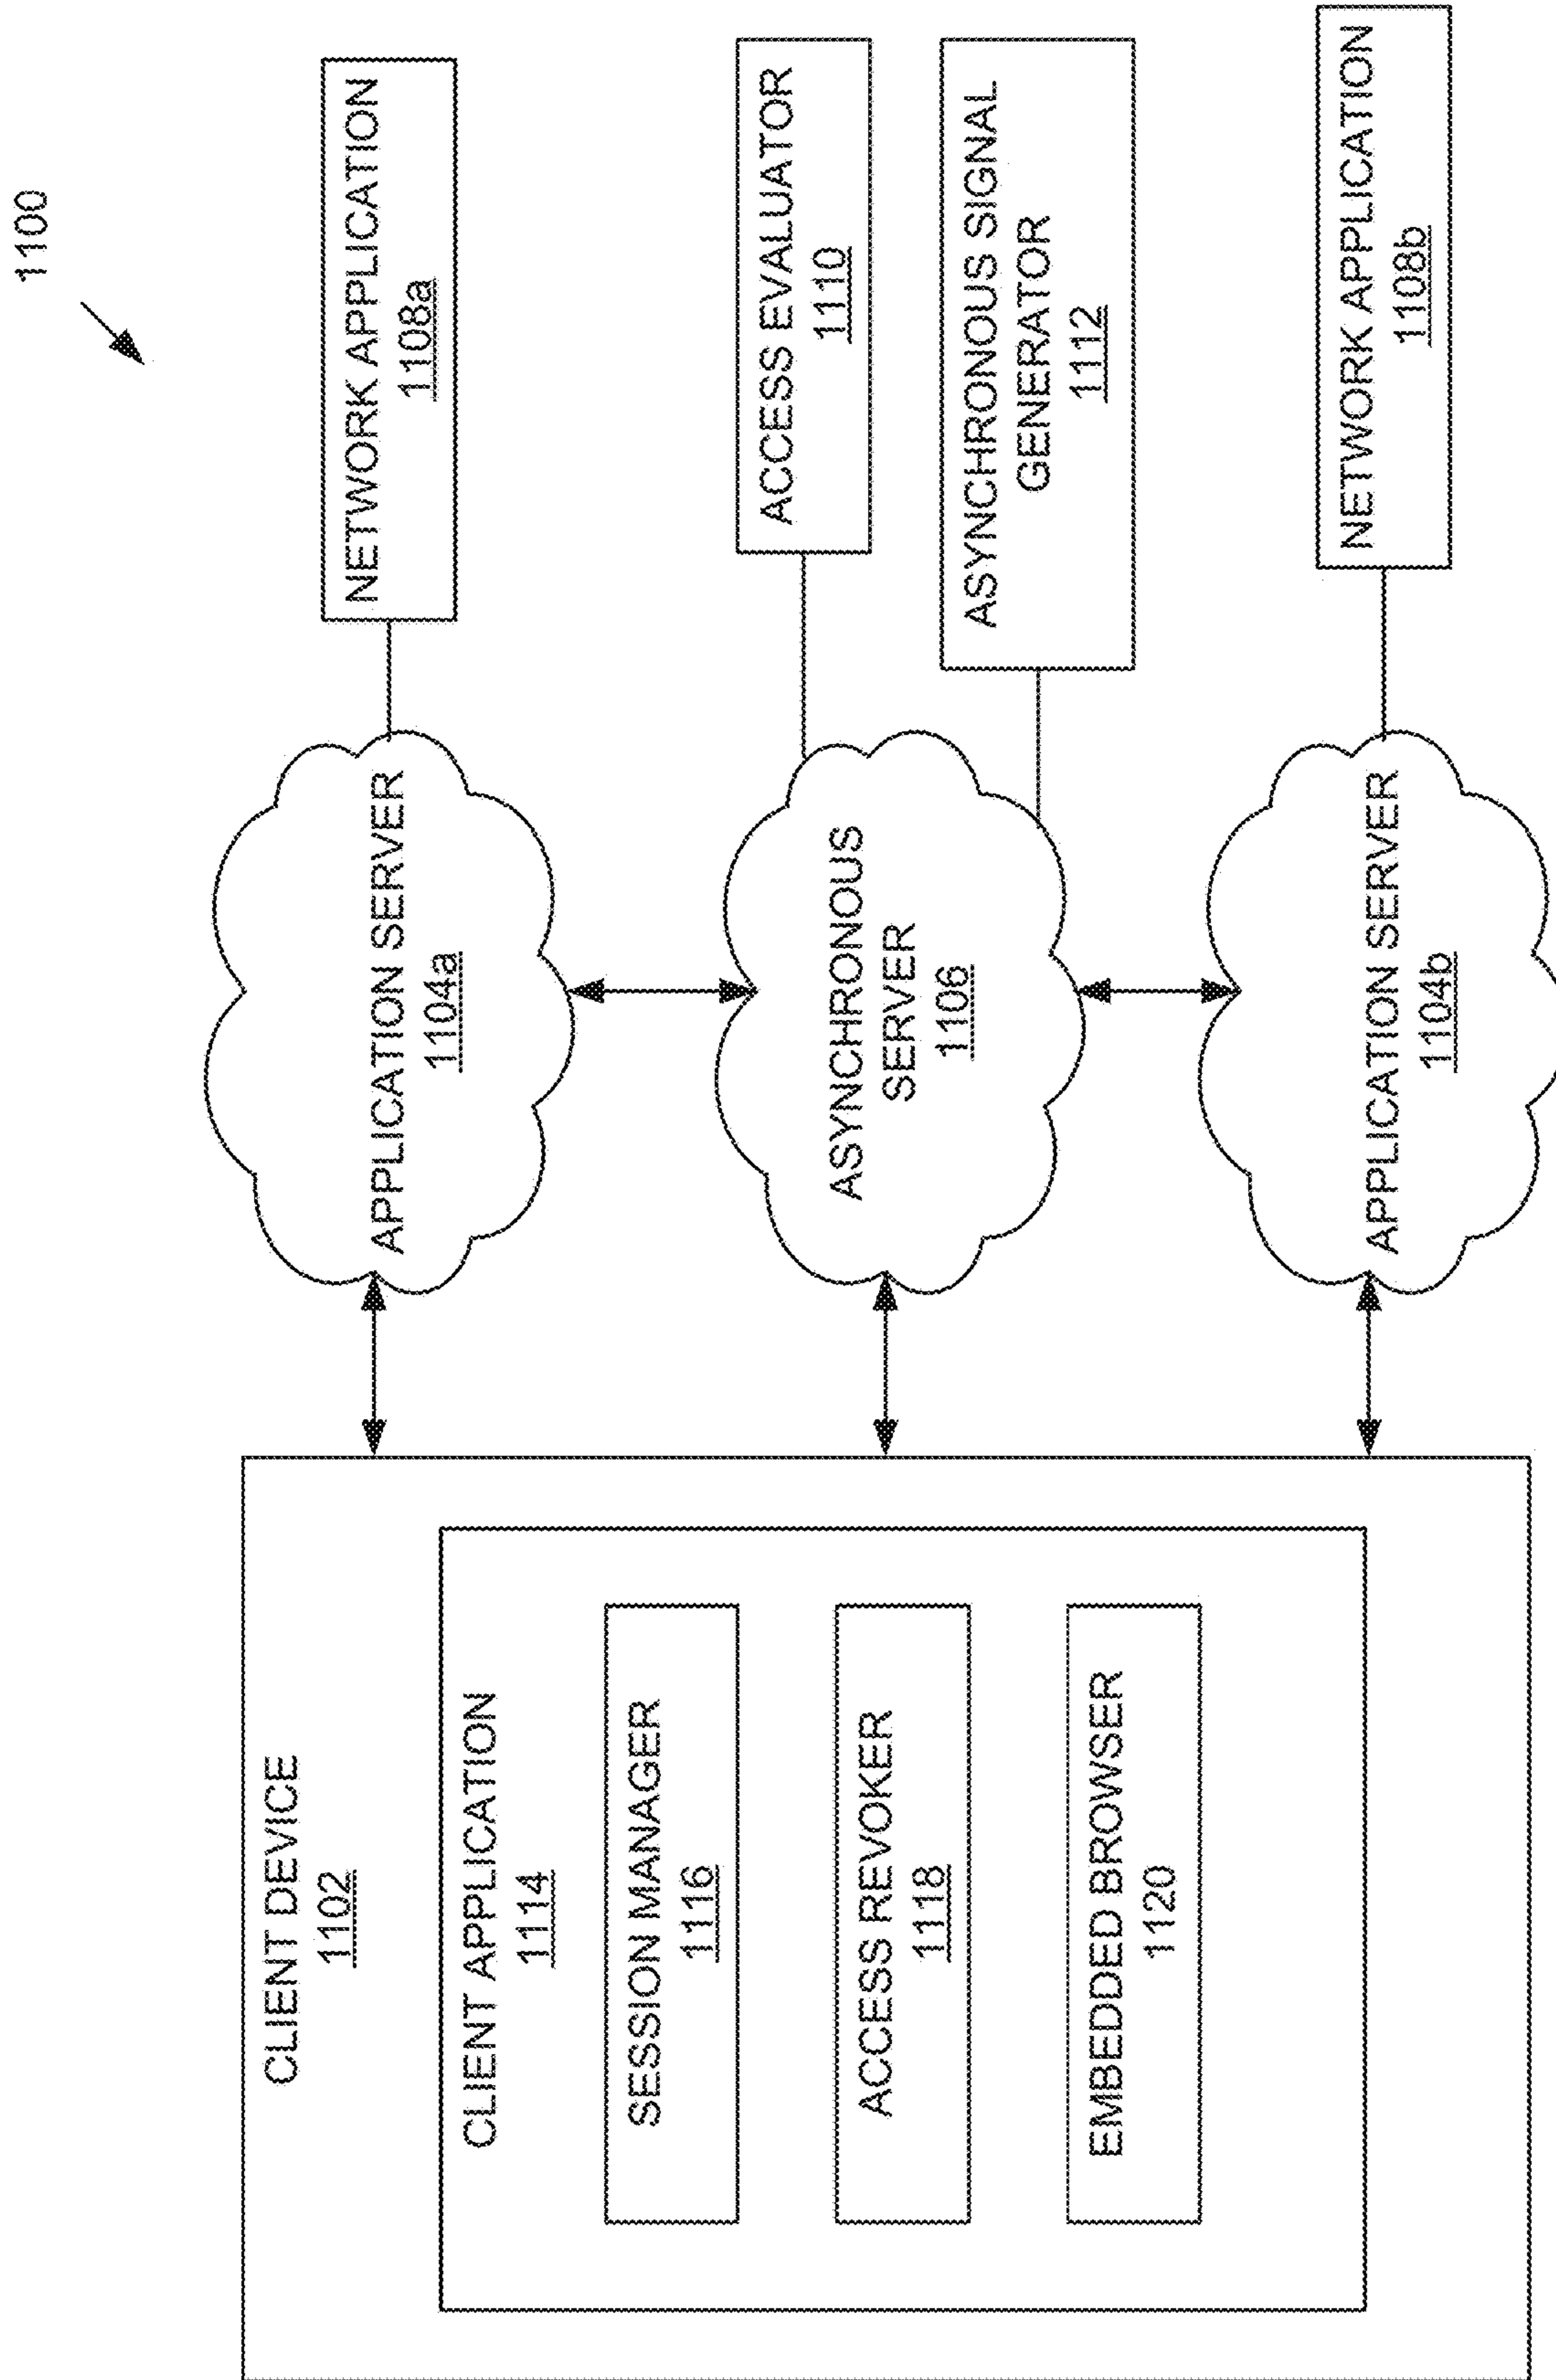 1100
CLIENT DEVICE
1102
CLIENT APPLICATION
1114
SESSION MANAGER
1116
ACCESS REVOKER
1118
EMBEDDED BROWSER
1120
APPLICATION SERVER
1104a
NETWORK APPLICATION
1108a
ASYNCHRONOUS
SERVER
1106
ACCESS EVALUATOR
1110
ASYNCHRONOUS SIGNAL
GENERATOR
1112
APPLICATION SERVER
1104b
NETWORK APPLICATION
1108b